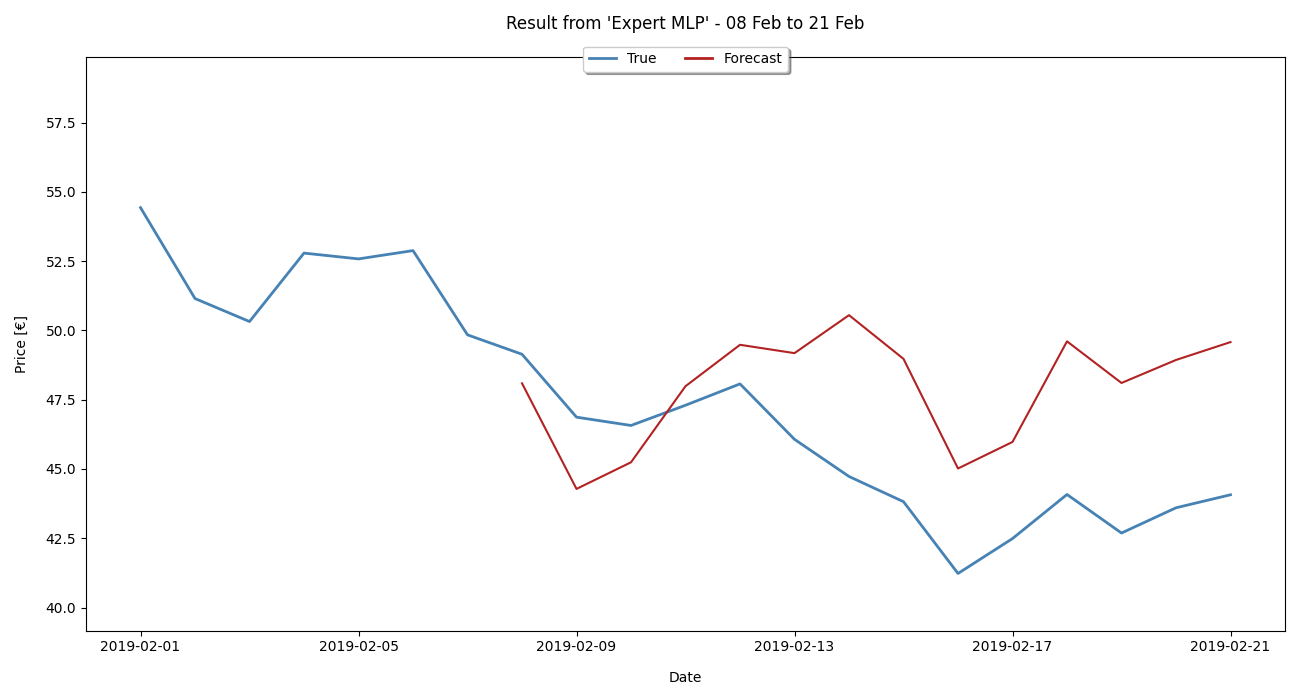 Result from 'Expert MLP' - 08 Feb to 21 Feb
True Forecast
Price [€]
57.5
55.0
52.5
50.0
47.5
45.0
42.5
40.0
2019-02-01 2019-02-05 2019-02-09 2019-02-13 2019-02-17 2019-02-21
Date